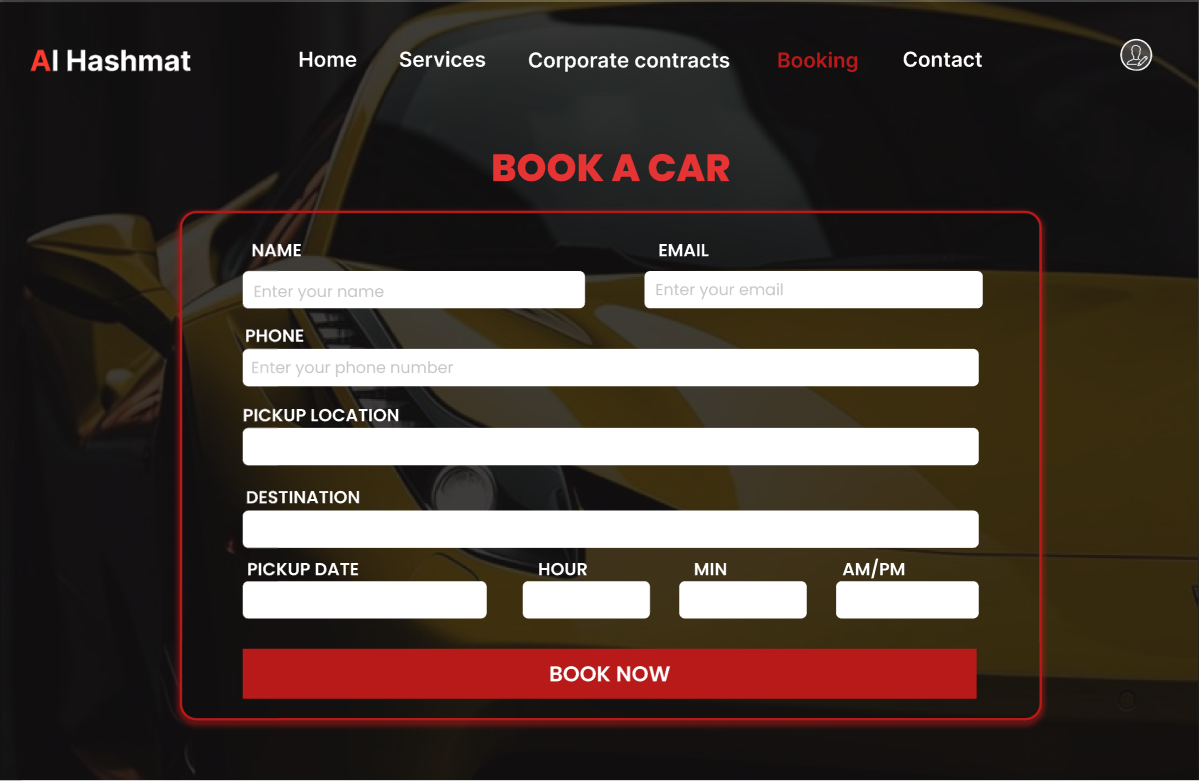 Al Hashmat Home Services Corporate contracts Booking Contact
BOOK A CAR
NAME EMAIL
Enter your name Enter your email
PHONE
Enter your phone number
PICKUP LOCATION
DESTINATION
PICKUP DATE HOUR MIN AM/PM
BOOK NOW